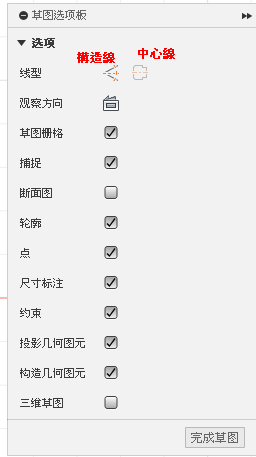 草图选项板
选项
構造線 中心線
线型
观察方向
草图栅格
捕捉
断面图
轮廓
点
尺寸标注
约束
投影几何图元
构造几何图元
三维草图
完成草图